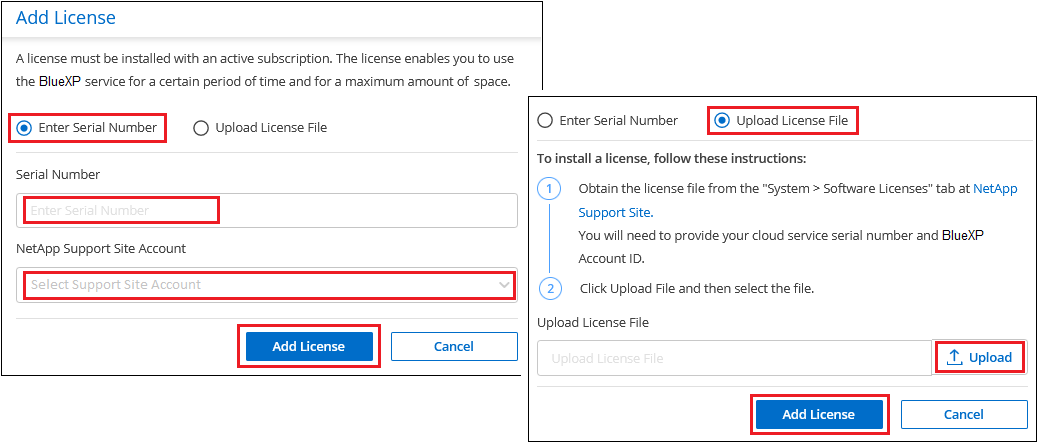 Add License
A license must be installed with an active subscription. The license enables you to use
the BlueXP service for a certain period of time and for a maximum amount of space.
Enter Serial Number
Upload License File
Serial Number
Enter Serial Number
NetApp Support Site Account
Select Support Site Account
Add License
Cancel
Enter Serial Number
Upload License File
To install a license, follow these instructions:
1
Obtain the license file from the "System > Software Licenses" tab at NetApp
Support Site.
You will need to provide your cloud service serial number and BlueXP
Account ID.
2
Click Upload File and then select the file.
Upload License File
Upload License File
Upload
Add License
Cancel